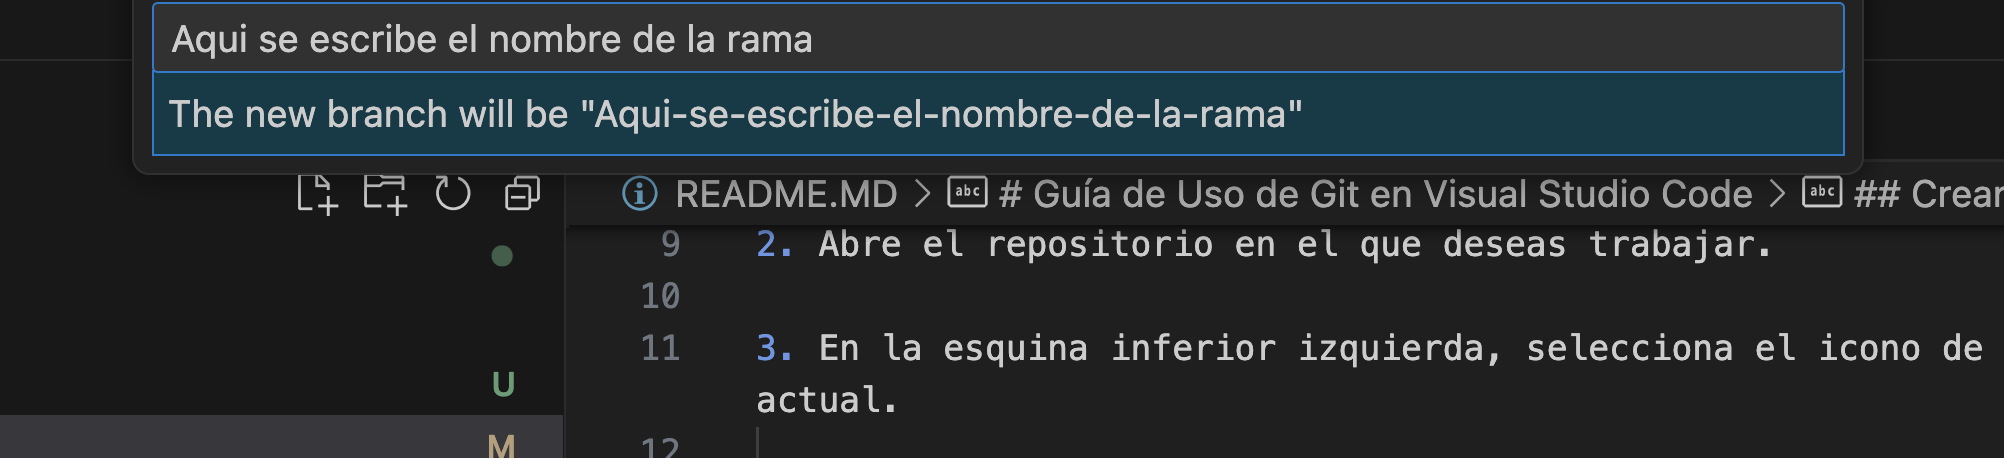 Aqui se escribe el nombre de la rama
The new branch will be "Aqui-se-escribe-el-nombre-de-la-rama"
README.MD > abc # Guía de Uso de Git en Visual Studio Code > abc ## Crear
9 2. Abre el repositorio en el que deseas trabajar.
10
11 3. En la esquina inferior izquierda, selecciona el icono de
actual.
12
U
M